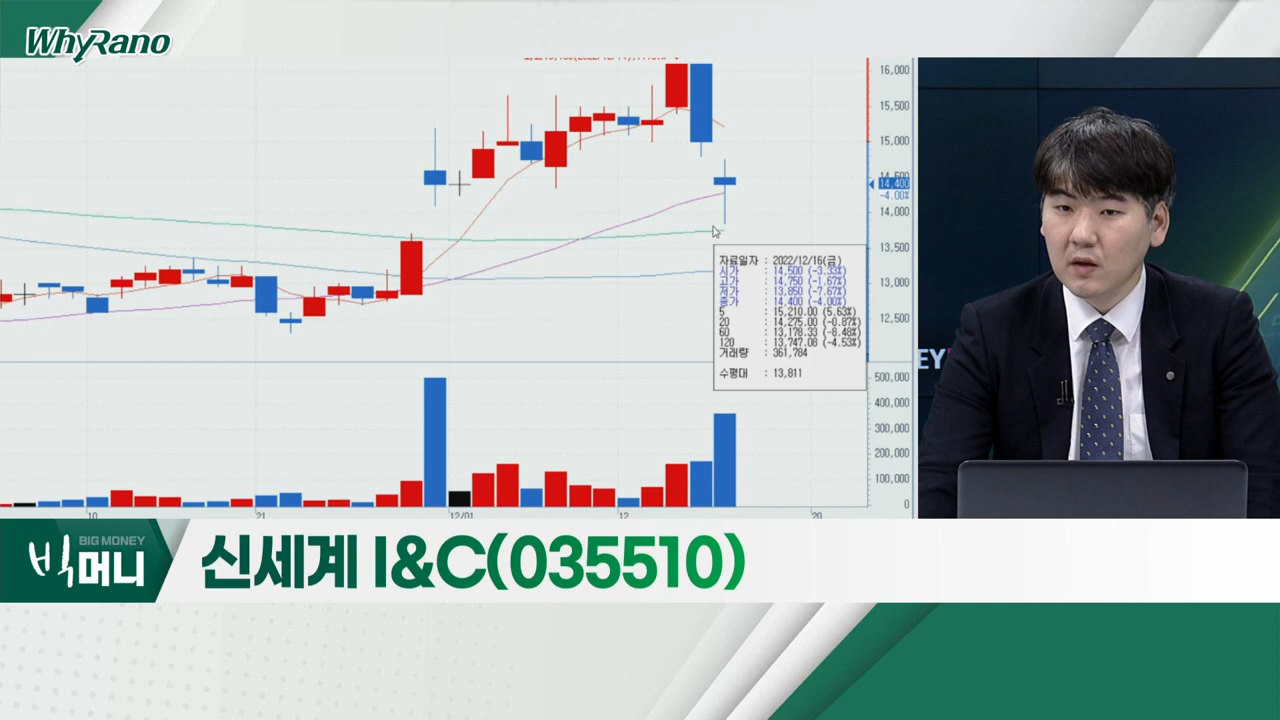 WhyRano
16,000
15,500
15,000
14,500
14,400
-4.00%
14,000
13,500
13,000
12,500
자료일자 : 2022/12/16(금)
시가 : 14,500 (-3.33%)
고가 : 14,750 (-1.67%)
저가 : 13,850 (-7.67%)
종가 : 14,400 (-4.00%)
5 : 15,210.00 (5.63%)
20 : 14,275.00 (-0.87%)
60 : 13,178.33 (-8.48%)
120 : 13,747.08 (-4.53%)
거래량 : 361,784
수평대 : 13,811
500,000
400,000
300,000
200,000
100,000
0
21 12/01 12 20
EY
BIG MONEY
빅머니
신세계 I&C(035510)